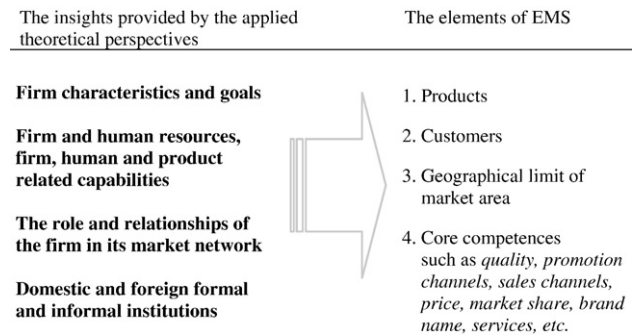 The insights provided by the applied
theoretical perspectives
The elements of EMS
Firm characteristics and goals
Firm and human resources,
firm, human and product
related capabilities
The role and relationships of
the firm in its market network
Domestic and foreign formal
and informal institutions
1. Products
2. Customers
3. Geographical limit of
market area
4. Core competences
such as quality, promotion
channels, sales channels,
price, market share, brand
name, services, etc.